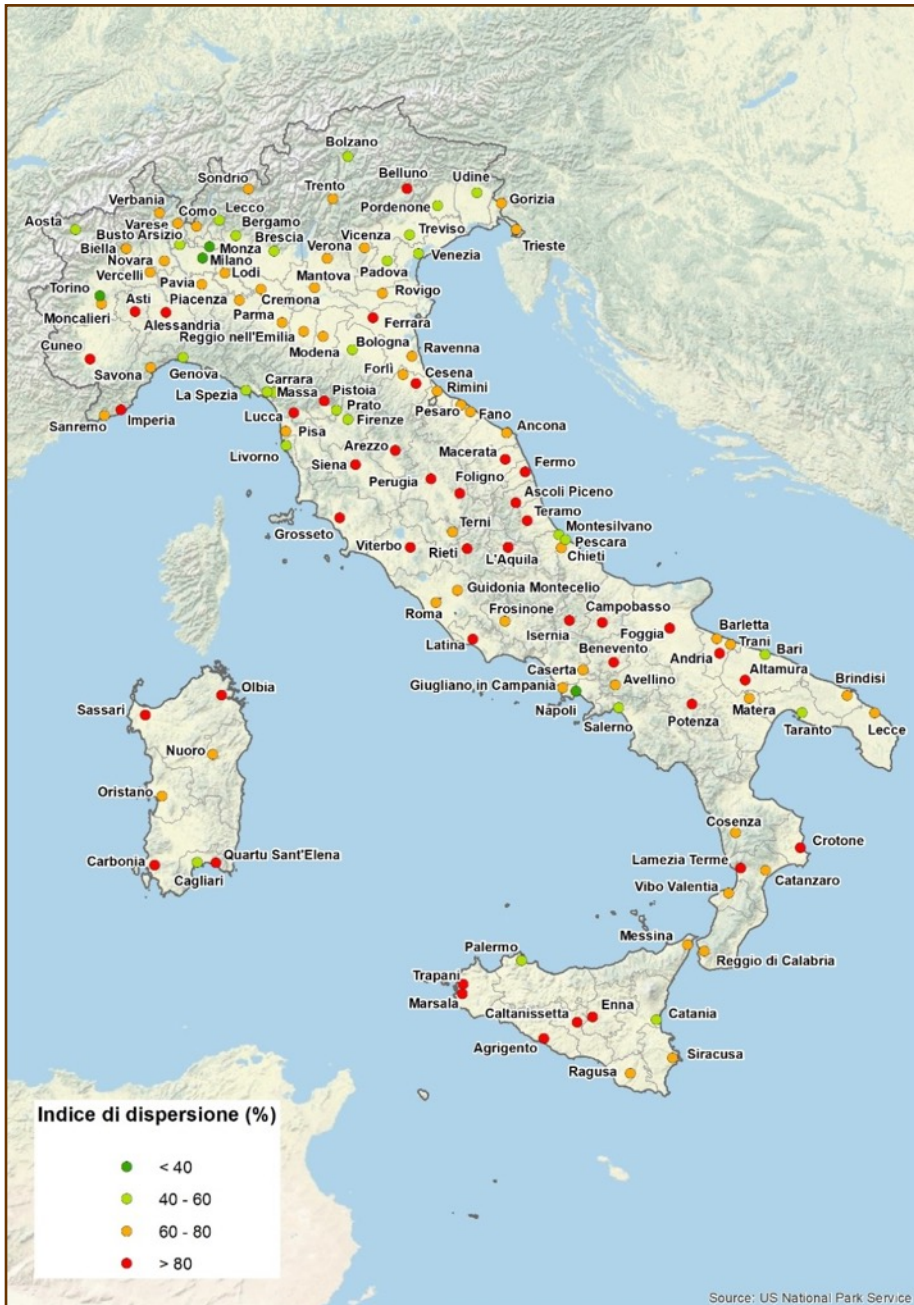 Bolzano
Sondrio
Belluno
Udine
Trento
Verbania
Como
Lecco
Pordenone
Gorizia
Aosta
Varese
Bergamo
Treviso
Busto Arsizio
Brescia
Verona
Vicenza
Trieste
Biella
Monza
Venezia
Novara
Milano
Padova
Vercelli
Lodi
Mantova
Torino
Pavia
Rovigo
Asti
Piacenza
Cremona
Moncalieri
Parma
Ferrara
Alessandria
Reggio nell'Emilia
Cuneo
Modena
Bologna
Ravenna
Savona
Genova
Forlì
Cesena
Carrara
La Spezia
Massa
Pistoia
Rimini
Prato
Pesaro
Fano
Sanremo
Imperia
Lucca
Firenze
Pisa
Ancona
Livorno
Arezzo
Macerata
Siena
Fermo
Perugia
Foligno
Ascoli Piceno
Teramo
Grosseto
Terni
Montesilvano
Pescara
Viterbo
Rieti
L'Aquila
Chieti
Guidonia Montecelio
Roma
Frosinone
Campobasso
Barletta
Isernia
Foggia
Trani
Latina
Benevento
Andria
Bari
Caserta
Altamura
Giugliano in Campania
Avellino
Brindisi
Olbia
Napoli
Matera
Sassari
Salerno
Potenza
Taranto
Lecce
Nuoro
Oristano
Cosenza
Crotone
Carbonia
Quartu Sant'Elena
Lamezia Terme
Cagliari
Catanzaro
Vibo Valentia
Messina
Palermo
Reggio di Calabria
Trapani
Marsala
Enna
Caltanissetta
Catania
Agrigento
Siracusa
Ragusa
Indice di dispersione (%)
< 40
40 - 60
60 - 80
> 80
Source: US National Park Service